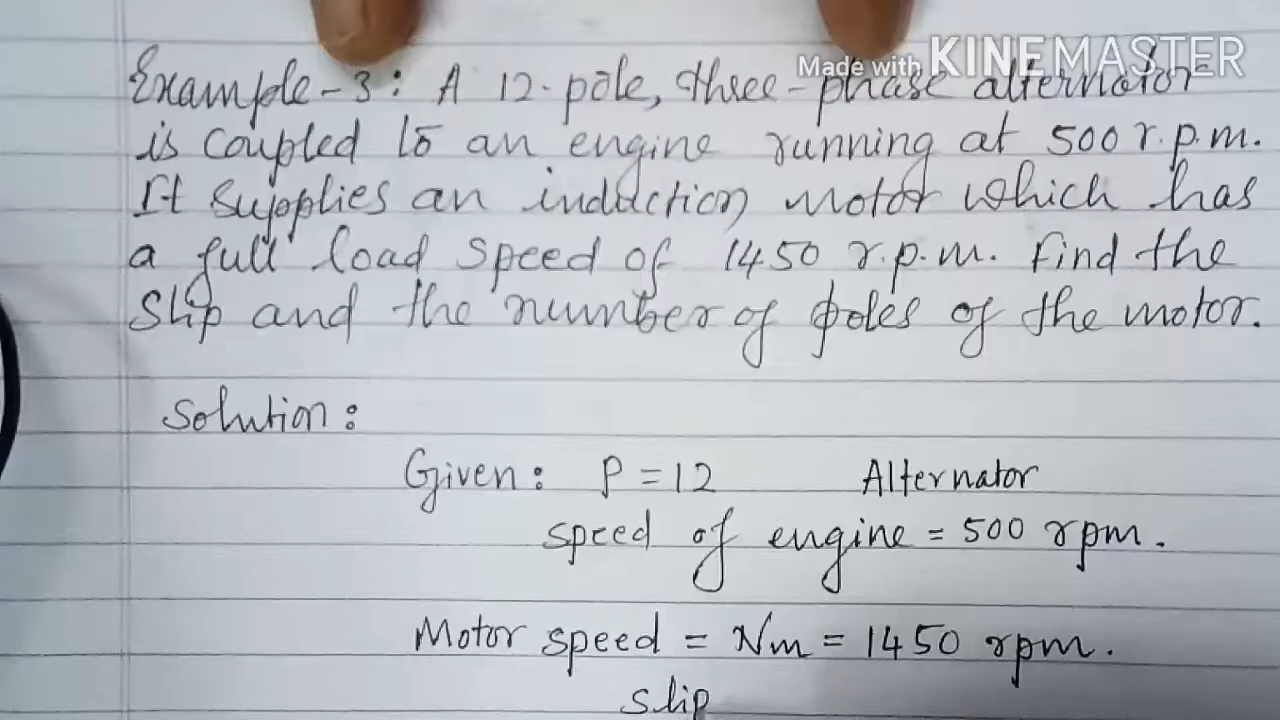 Made with KINEMASTER
Example-3: A 12-pole, three-phase alternator
is coupled to an engine running at 500 r.p.m.
It supplies an induction motor which has
a full load speed of 1450 r.p.m. Find the
slip and the number of poles of the motor.
Solution:
Given: P = 12 Alternator
speed of engine = 500 rpm.
Motor speed = Nm = 1450 rpm.
slip